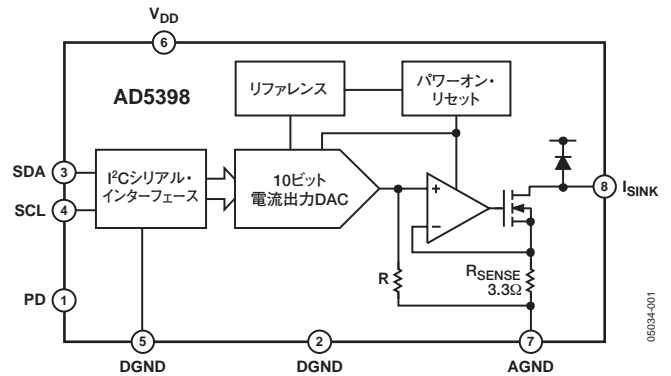 VDD
6
AD5398
リファレンス
パワーオン・
リセット
SDA
3
SCL
4
I2Cシリアル・
インターフェース
10ビット
電流出力DAC
+
−
8
ISINK
R
RSENSE
3.3Ω
PD
1
5
2
7
DGND
DGND
AGND
05034-001